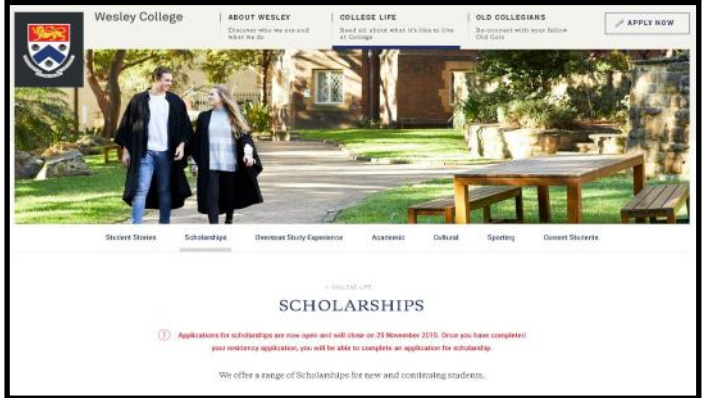 Wesley College
ABOUT WESLEY
Discover who we are and
what we do
COLLEGE LIFE
Read all about what it's like to live
at College
OLD COLLEGIANS
Re-connect with your fellow
Old Cols
APPLY NOW
Student Stories
Scholarships
Overseas Study Experience
Academic
Cultural
Sporting
Current Students
COLLEGE LIFE
SCHOLARSHIPS
Applications for scholarships are now open and will close on 25 November 2019. Once you have completed
your residency application, you will be able to complete an application for scholarship
We offer a range of Scholarships for new and continuing students.